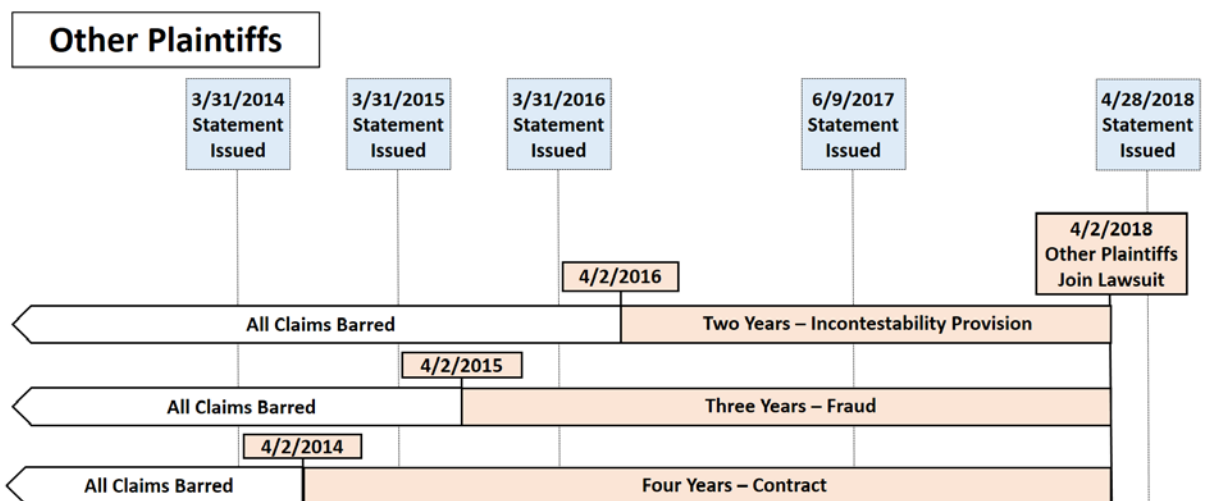 Other Plaintiffs
3/31/2014
Statement
Issued
3/31/2015
Statement
Issued
3/31/2016
Statement
Issued
6/9/2017
Statement
Issued
4/28/2018
Statement
Issued
4/2/2018
Other Plaintiffs
Join Lawsuit
4/2/2016
All Claims Barred
Two Years – Incontestability Provision
4/2/2015
All Claims Barred
Three Years – Fraud
4/2/2014
All Claims Barred
Four Years – Contract